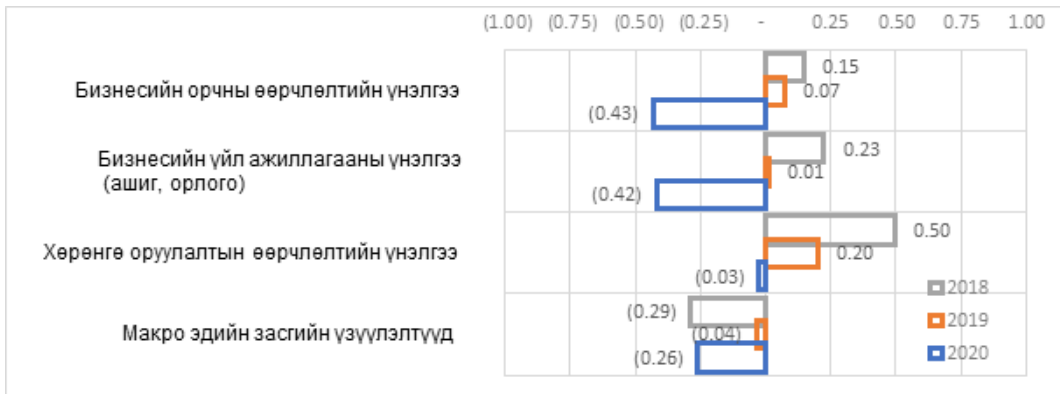 (1.00) (0.75) (0.50) (0.25) - 0.25 0.50 0.75 1.00
Бизнесийн орчны өөрчлөлтийн үнэлгээ
0.15
0.07
(0.43)
Бизнесийн үйл ажиллагааны үнэлгээ
(ашиг, орлого)
0.23
0.01
(0.42)
Хөрөнгө оруулалтын өөрчлөлтийн үнэлгээ
0.50
0.20
(0.03)
Макро эдийн засгийн үзүүлэлтүүд
(0.29)
(0.04)
(0.26)
2018
2019
2020